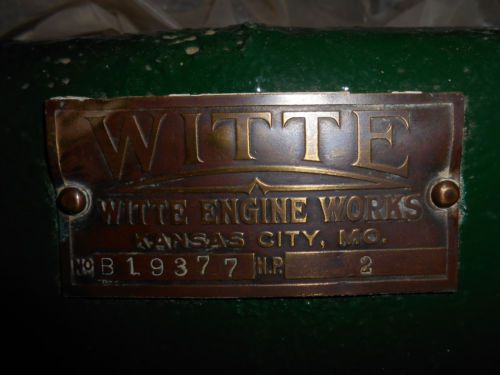 WITTE
WITTE ENGINE WORKS
KANSAS CITY, MO.
NO B19377 H.P. 2